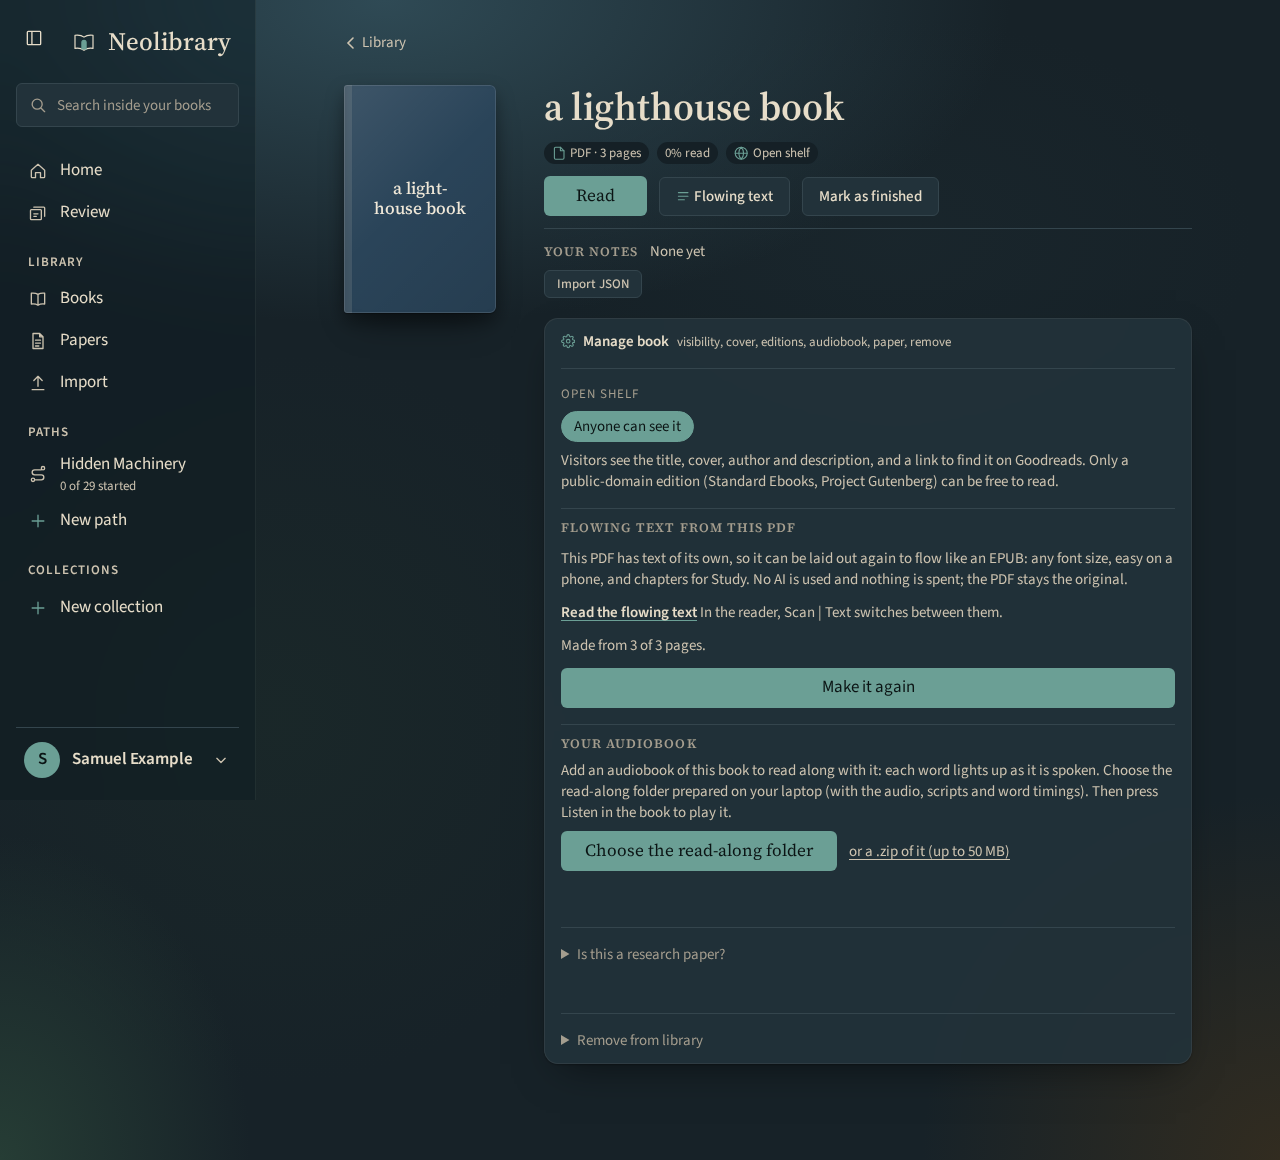 Neolibrary
Search inside your books
Home
Review
LIBRARY
Books
Papers
Import
PATHS
Hidden Machinery
0 of 29 started
New path
COLLECTIONS
New collection
S
Samuel Example
Library
a light-
house book
a lighthouse book
PDF · 3 pages
0% read
Open shelf
Read
Flowing text
Mark as finished
YOUR NOTES
None yet
Import JSON
Manage book
visibility, cover, editions, audiobook, paper, remove
OPEN SHELF
Anyone can see it
Visitors see the title, cover, author and description, and a link to find it on Goodreads. Only a
public-domain edition (Standard Ebooks, Project Gutenberg) can be free to read.
FLOWING TEXT FROM THIS PDF
This PDF has text of its own, so it can be laid out again to flow like an EPUB: any font size, easy on a
phone, and chapters for Study. No AI is used and nothing is spent; the PDF stays the original.
Read the flowing text In the reader, Scan | Text switches between them.
Made from 3 of 3 pages.
Make it again
YOUR AUDIOBOOK
Add an audiobook of this book to read along with it: each word lights up as it is spoken. Choose the
read-along folder prepared on your laptop (with the audio, scripts and word timings). Then press
Listen in the book to play it.
Choose the read-along folder
or a .zip of it (up to 50 MB)
Is this a research paper?
Remove from library